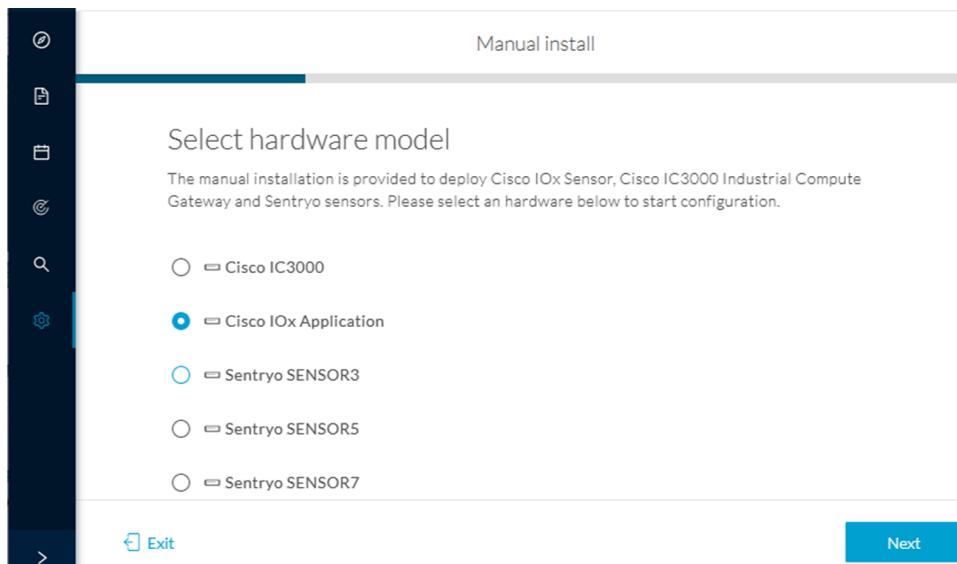 Manual install
Select hardware model
The manual installation is provided to deploy Cisco IOx Sensor, Cisco IC3000 Industrial Compute
Gateway and Sentryo sensors. Please select an hardware below to start configuration.
Cisco IC3000
Cisco IOx Application
Sentryo SENSOR3
Sentryo SENSOR5
Sentryo SENSOR7
Exit
Next